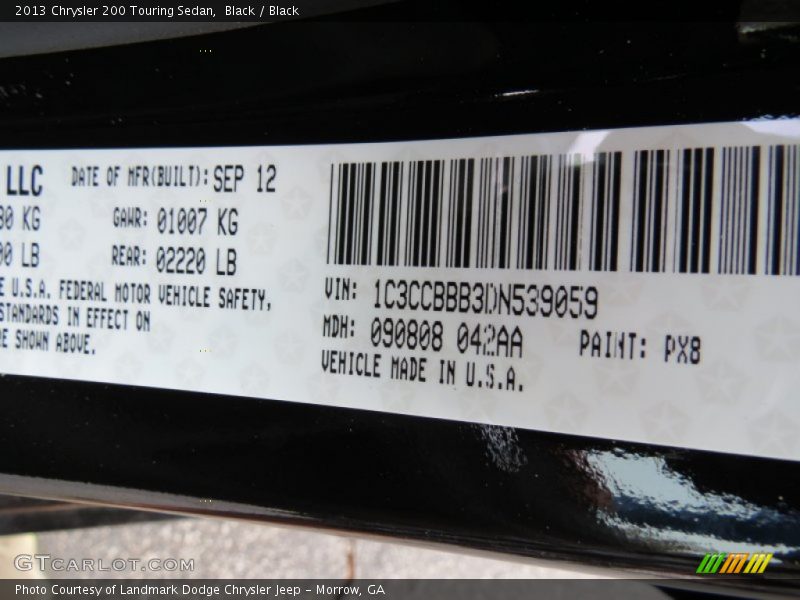 2013 Chrysler 200 Touring Sedan, Black / Black
LLC DATE OF MFR(BUILT): SEP 12
KG GAWR: 01007 KG
LB REAR: 02220 LB
U.S.A. FEDERAL MOTOR VEHICLE SAFETY,
STANDARDS IN EFFECT ON
SHOWN ABOVE.
VIN: 1C3CCBBB3DN539059
MDH: 090808 042AA PAINT: PX8
VEHICLE MADE IN U.S.A.
GTCARLOT.COM
Photo Courtesy of Landmark Dodge Chrysler Jeep - Morrow, GA